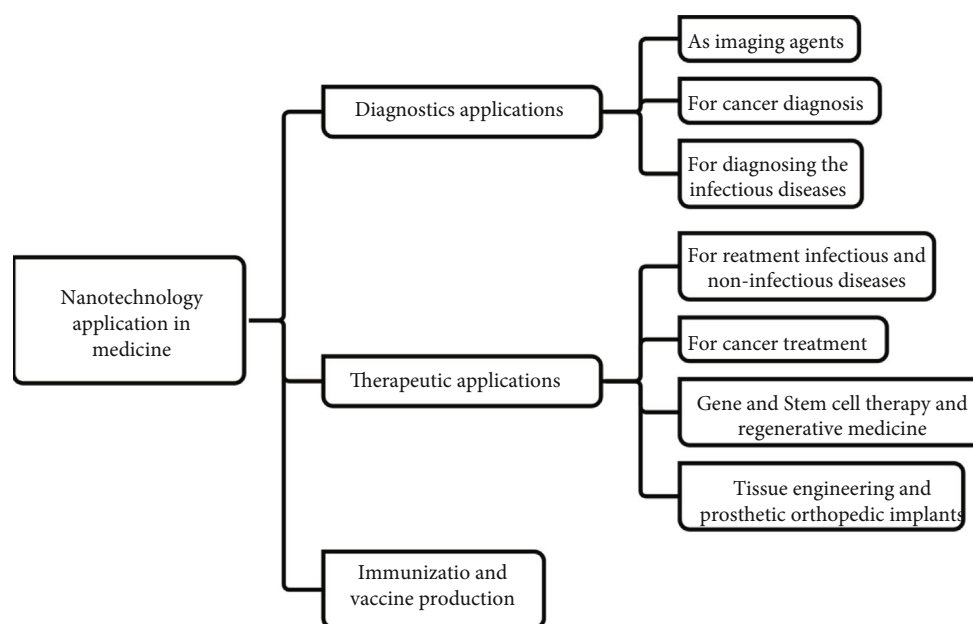 Nanotechnology
application in
medicine
Diagnostics applications
As imaging agents
For cancer diagnosis
For diagnosing the
infectious diseases
Therapeutic applications
For reatment infectious and
non-infectious diseases
For cancer treatment
Gene and Stem cell therapy and
regenerative medicine
Tissue engineering and
prosthetic orthopedic implants
Immunizatio and
vaccine production